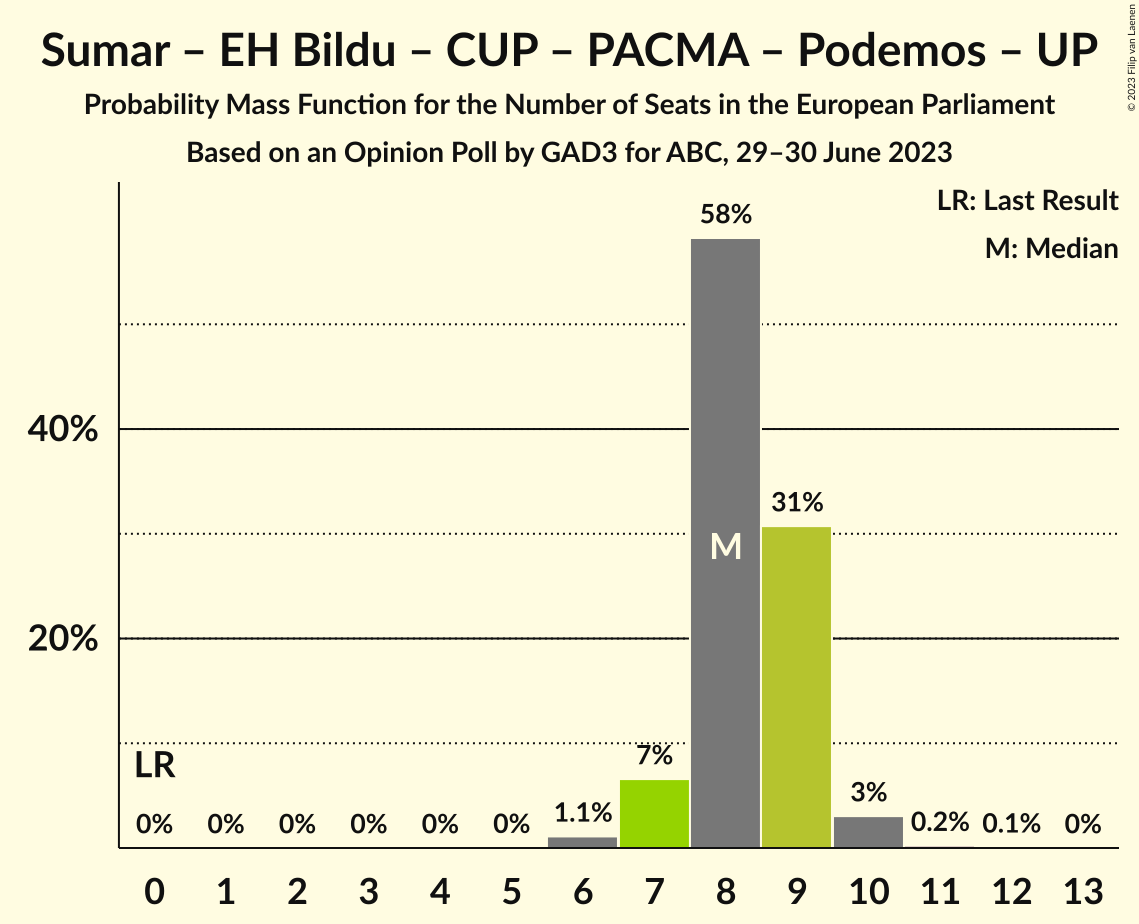 Sumar – EH Bildu – CUP – PACMA – Podemos – UP
Probability Mass Function for the Number of Seats in the European Parliament
Based on an Opinion Poll by GAD3 for ABC, 29–30 June 2023
© 2023 Filip van Laenen
LR: Last Result
M: Median
58%
40%
31%
M
20%
LR
7%
0% 0% 0% 0% 0% 0% 1.1% 3% 0.2% 0.1% 0%
0 1 2 3 4 5 6 7 8 9 10 11 12 13